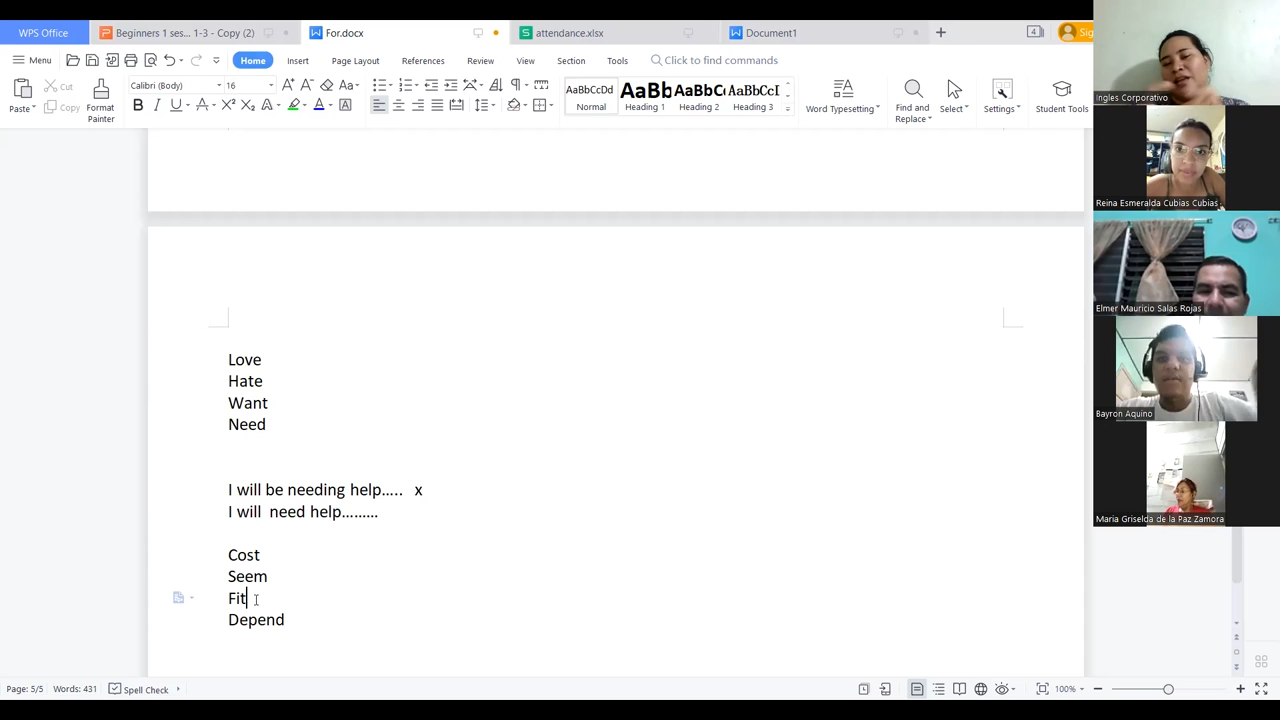 WPS Office
Beginners 1 ses... 1-3 - Copy (2)
For.docx
attendance.xlsx
Document1
Menu
Home
Insert
Page Layout
References
Review
View
Section
Tools
Click to find commands
Paste
Cut
Copy
Format
Painter
Calibri (Body)
16
AaBbCcDd
Normal
AaBb
Heading 1
AaBbC
Heading 2
AaBbCcI
Heading 3
Word Typesetting
Find and
Replace
Select
Settings
Student Tools
Love
Hate
Want
Need
I will be needing help….. x
I will need help………
Cost
Seem
Fit
Depend
Page: 5/5
Words: 431
Spell Check
100%
Ingles Corporativo
Reina Esmeralda Cubias Cubias
Elmer Mauricio Salas Rojas
Bayron Aquino
Maria Griselda de la Paz Zamora